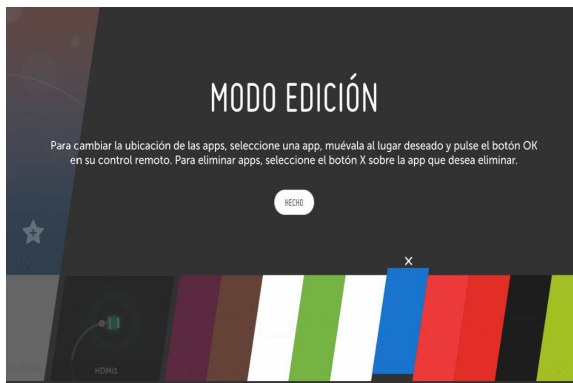 MODO EDICIÓN
Para cambiar la ubicación de las apps, seleccione una app, muévala al lugar deseado y pulse el botón OK
en su control remoto. Para eliminar apps, seleccione el botón X sobre la app que desea eliminar.
HECHO
X
HDMI1